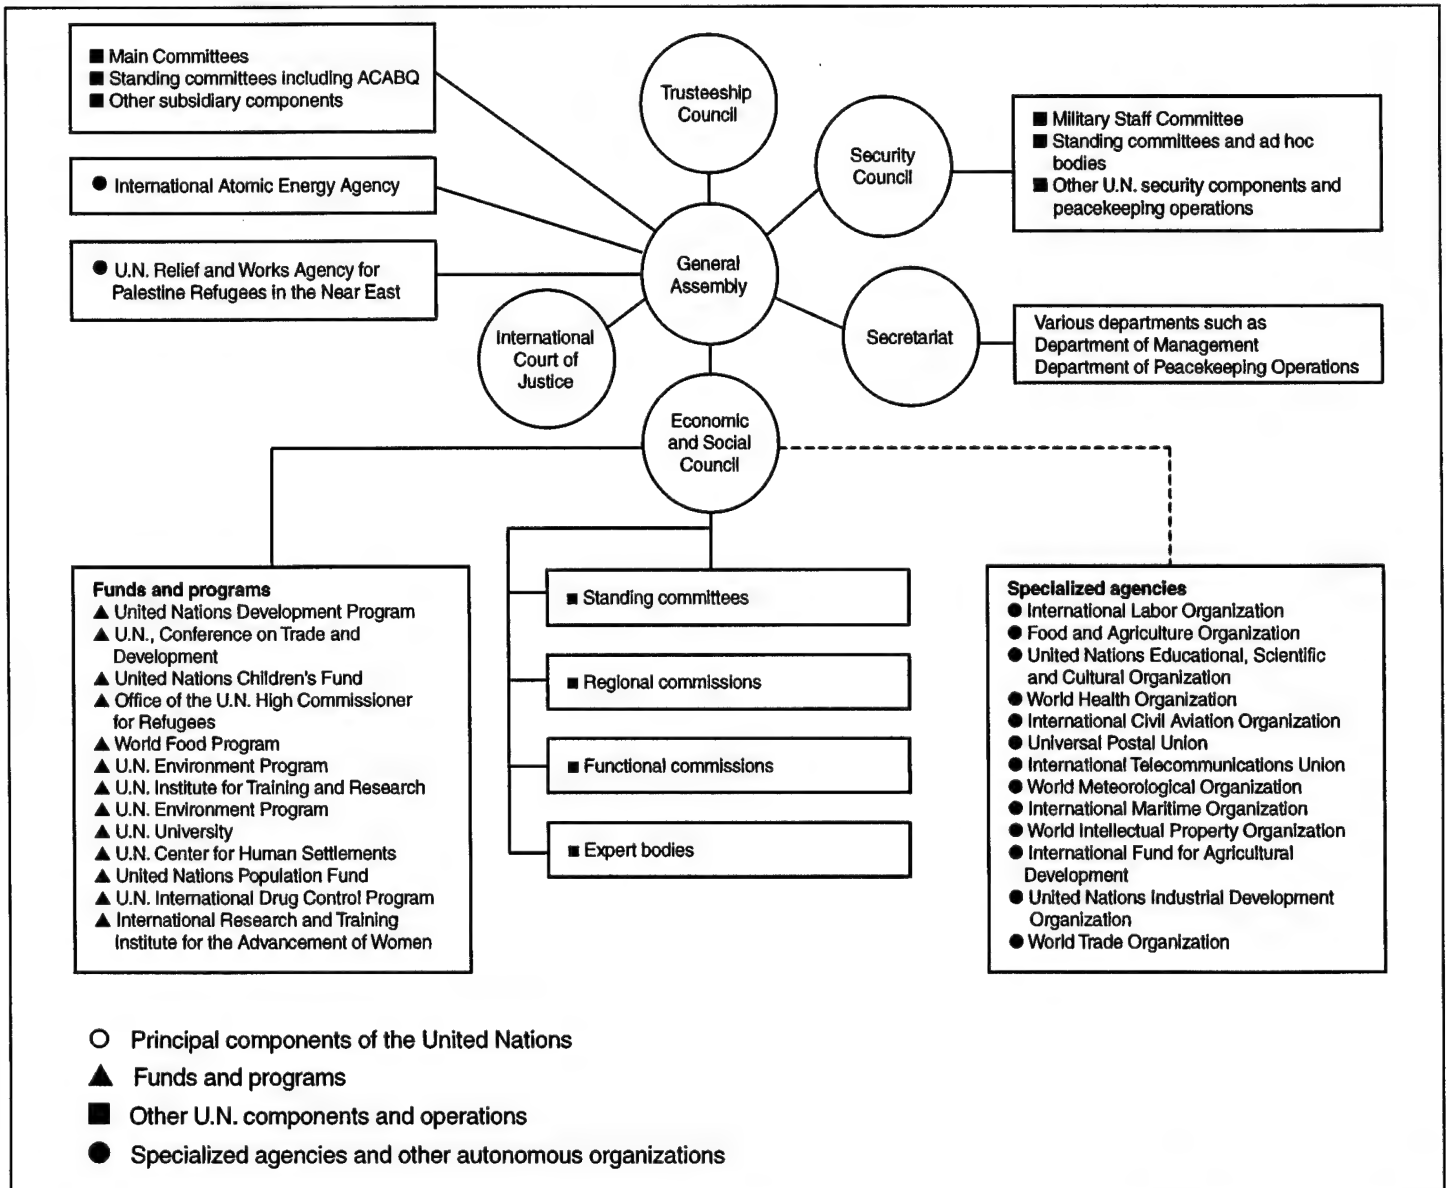 ■ Main Committees
■ Standing committees including ACABQ
■ Other subsidiary components
● International Atomic Energy Agency
● U.N. Relief and Works Agency for
Palestine Refugees in the Near East
Trusteeship
Council
Security
Council
■ Military Staff Committee
■ Standing committees and ad hoc
bodies
■ Other U.N. security components and
peacekeeping operations
General
Assembly
International
Court of
Justice
Secretariat
Various departments such as
Department of Management
Department of Peacekeeping Operations
Economic
and Social
Council
Funds and programs
▲ United Nations Development Program
▲ U.N., Conference on Trade and
Development
▲ United Nations Children's Fund
▲ Office of the U.N. High Commissioner
for Refugees
▲ World Food Program
▲ U.N. Environment Program
▲ U.N. Institute for Training and Research
▲ U.N. Environment Program
▲ U.N. University
▲ U.N. Center for Human Settlements
▲ United Nations Population Fund
▲ U.N. International Drug Control Program
▲ International Research and Training
Institute for the Advancement of Women
■ Standing committees
■ Regional commissions
■ Functional commissions
■ Expert bodies
Specialized agencies
● International Labor Organization
● Food and Agriculture Organization
● United Nations Educational, Scientific
and Cultural Organization
● World Health Organization
● International Civil Aviation Organization
● Universal Postal Union
● International Telecommunications Union
● World Meteorological Organization
● International Maritime Organization
● World Intellectual Property Organization
● International Fund for Agricultural
Development
● United Nations Industrial Development
Organization
● World Trade Organization
○ Principal components of the United Nations
▲ Funds and programs
■ Other U.N. components and operations
● Specialized agencies and other autonomous organizations